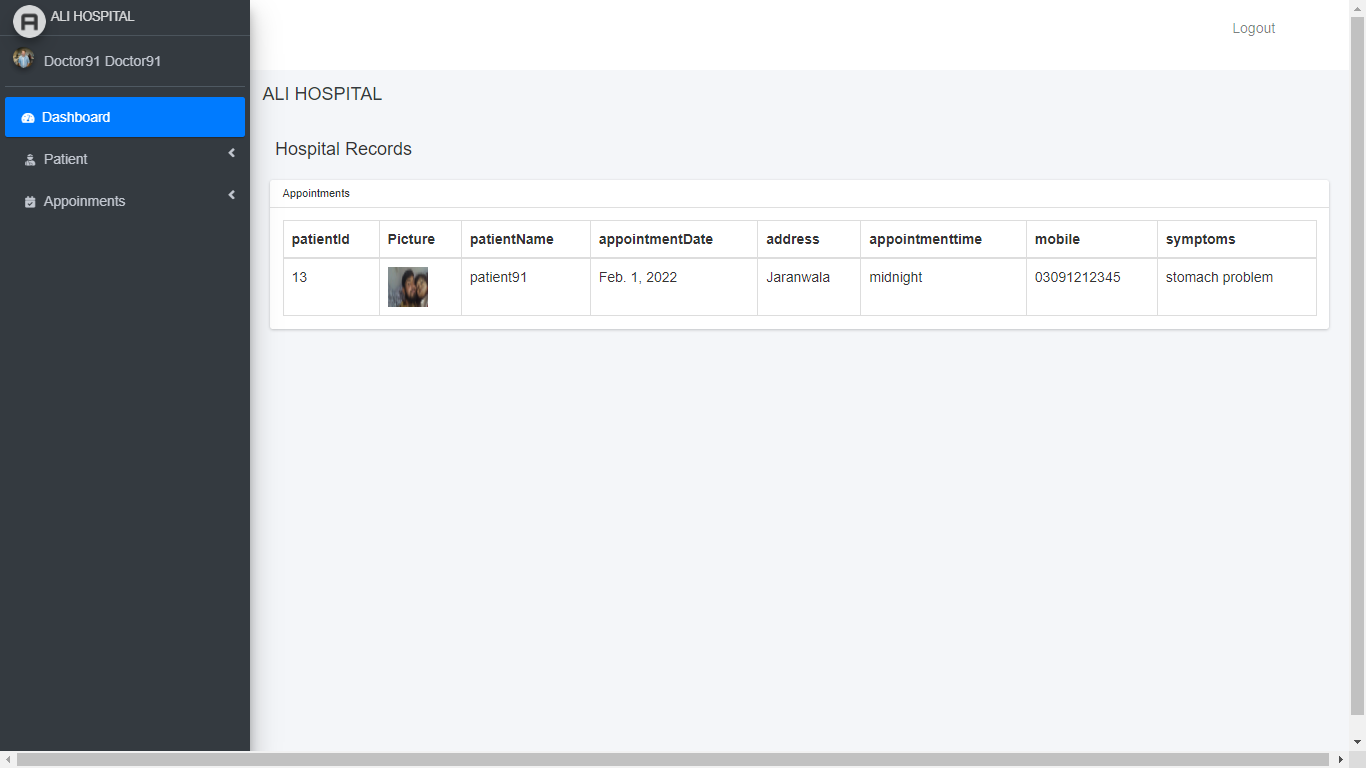 ALI HOSPITAL
Logout
Doctor91 Doctor91
Dashboard
Patient
Appoinments
ALI HOSPITAL
Hospital Records
Appointments
patientId Picture patientName appointmentDate address appointmenttime mobile symptoms
13 patient91 Feb. 1, 2022 Jaranwala midnight 03091212345 stomach problem